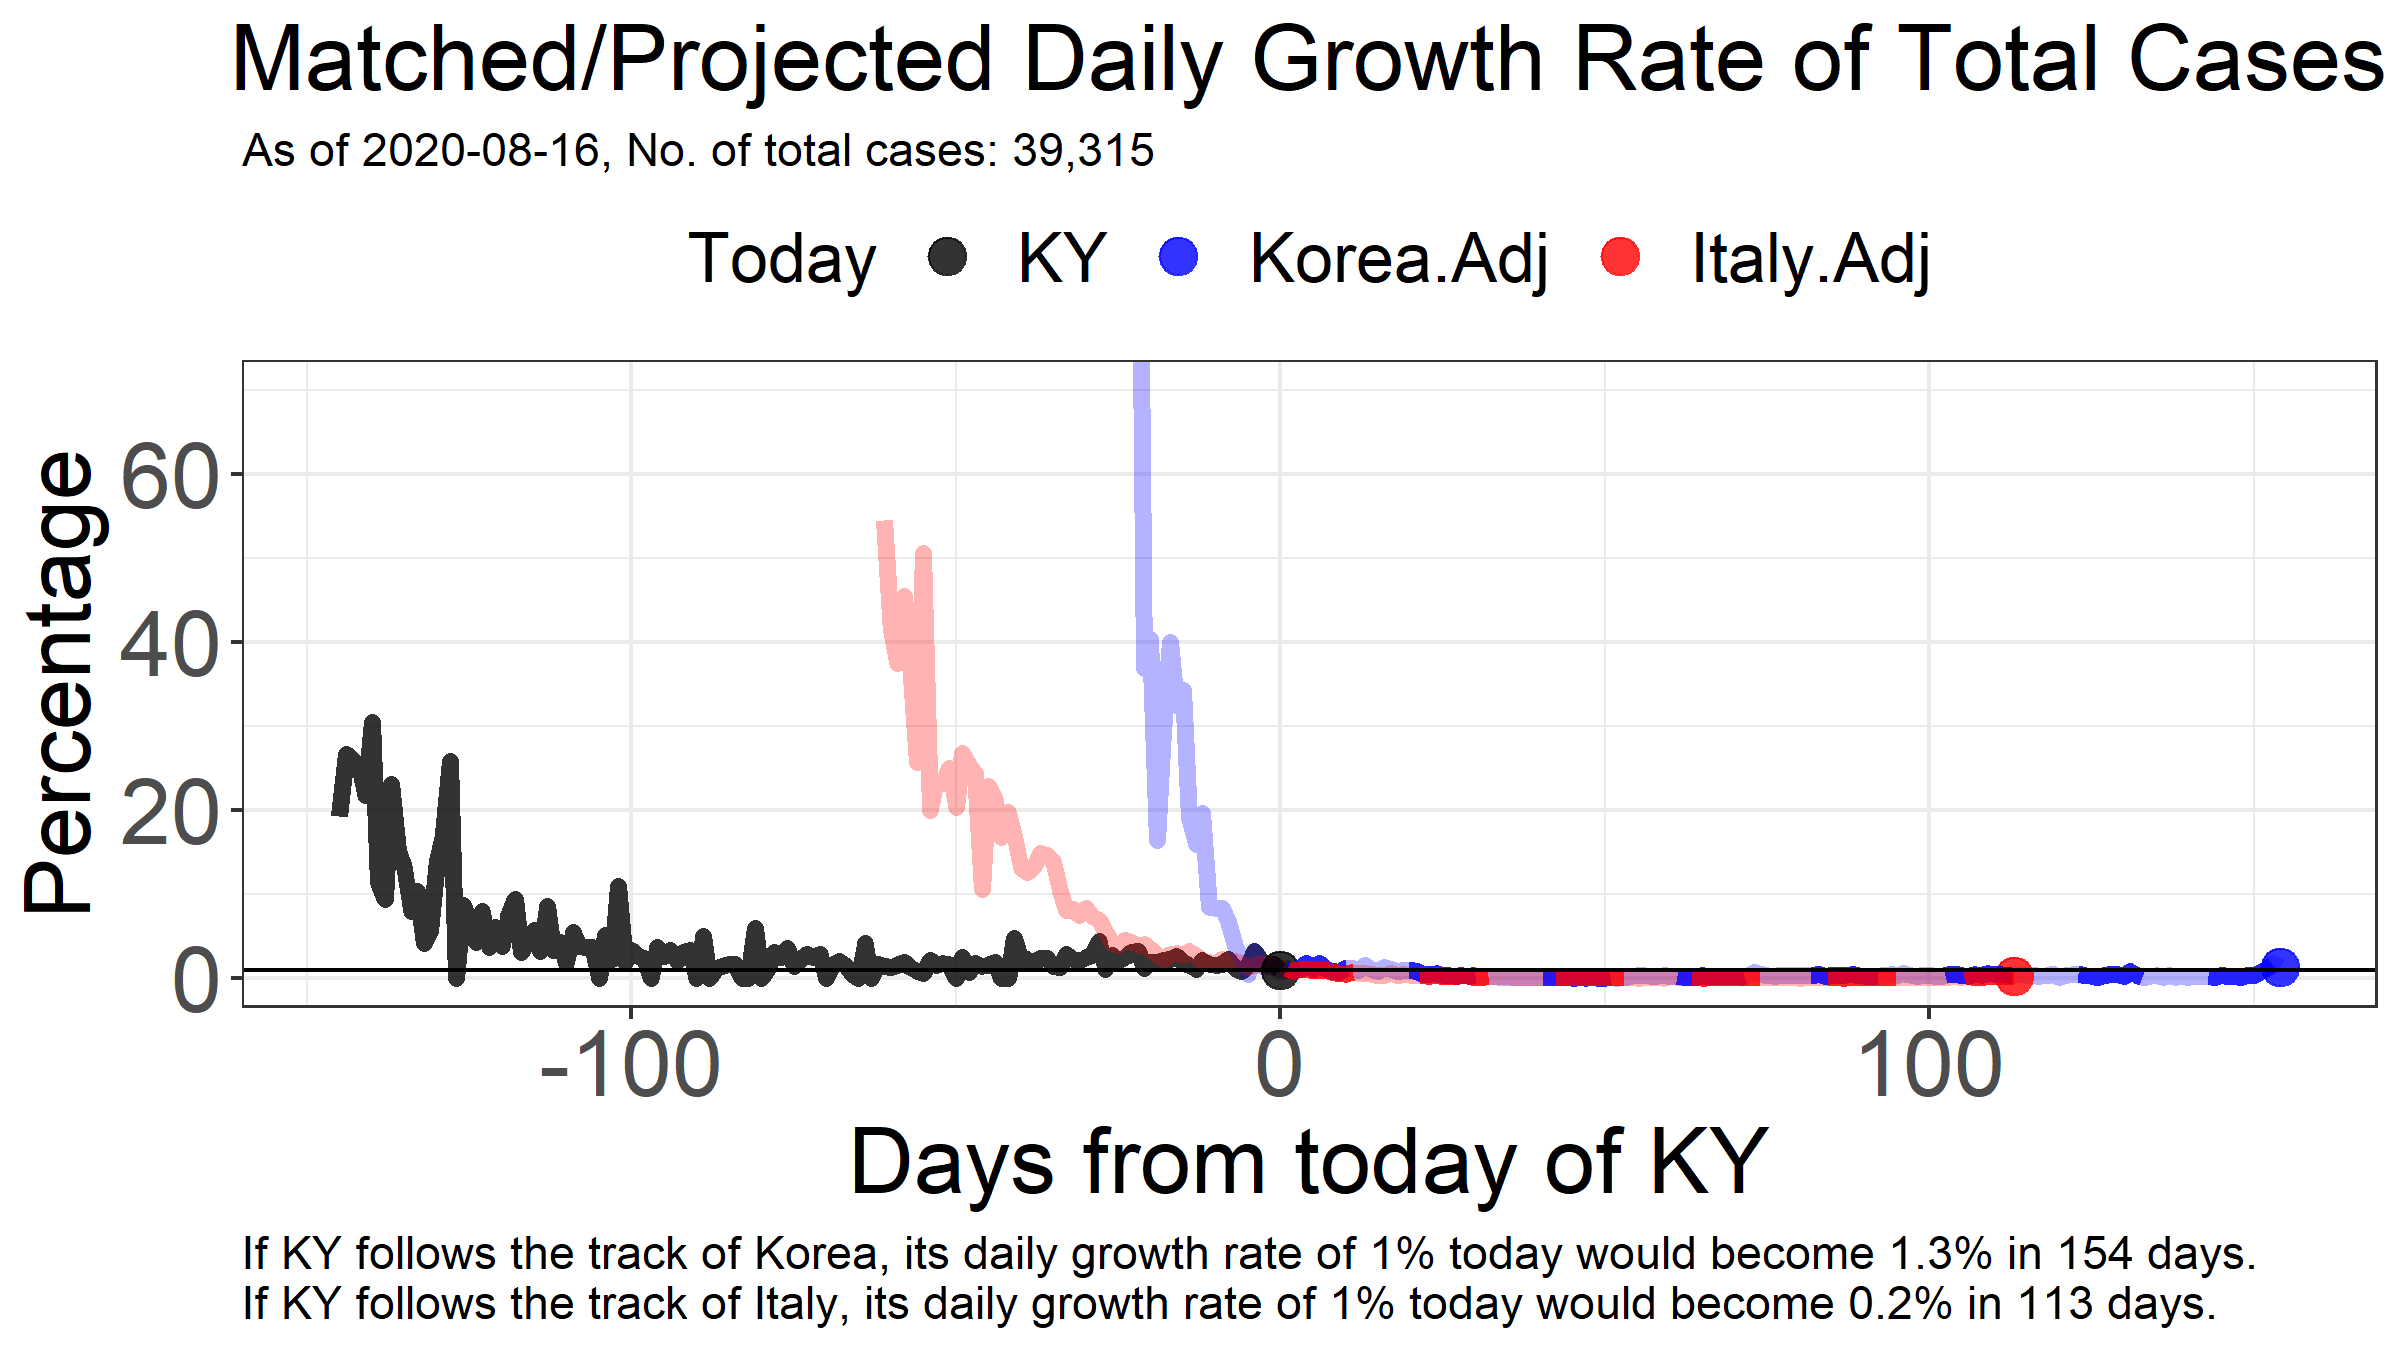 Matched/Projected Daily Growth Rate of Total Cases
As of 2020-08-16, No. of total cases: 39,315
Today KY Korea.Adj Italy.Adj
Percentage
60
40
20
0
-100 0 100
Days from today of KY
If KY follows the track of Korea, its daily growth rate of 1% today would become 1.3% in 154 days.
If KY follows the track of Italy, its daily growth rate of 1% today would become 0.2% in 113 days.